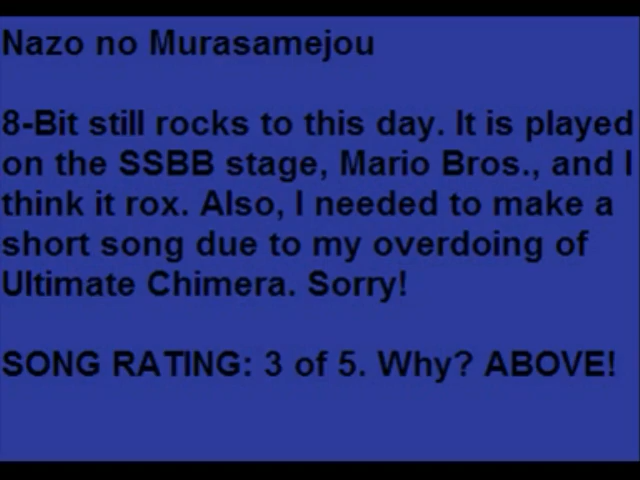 Nazo no Murasamejou
8-Bit still rocks to this day. It is played
on the SSBB stage, Mario Bros., and I
think it rox. Also, I needed to make a
short song due to my overdoing of
Ultimate Chimera. Sorry!
SONG RATING: 3 of 5. Why? ABOVE!